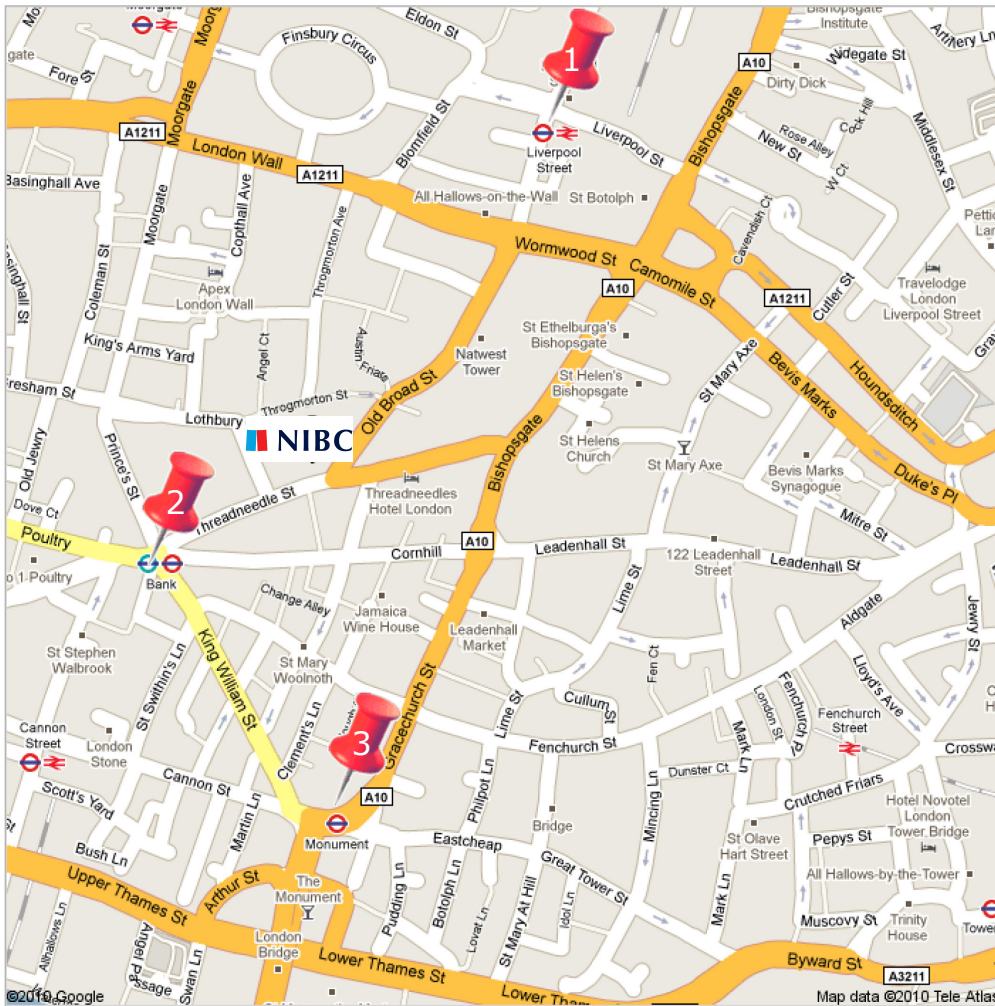 Moorgate
Eldon St
Finsbury Circus
Fore St
1
A10
Bishopsgate
Institute
Artillery Ln
Widegate St
Dirty Dick
Cock Hill
Rose Alley
New St
W Ct
Middlesex St
A1211
Moorgate
London Wall
A1211
Blomfield St
Liverpool
Street
Liverpool St
Bishopsgate
Basinghall Ave
Moorgate
Copthall Ave
Throgmorton Ave
All Hallows-on-the-Wall
St Botolph
Cavendish Ct
Coleman St
Wormwood St
Camomile St
Apex
London Wall
A10
A1211
Cutler St
Travelodge
London
Liverpool Street
King's Arms Yard
Angel Ct
Austin Friars
Natwest
Tower
St Ethelburga's
Bishopsgate
St Mary Axe
Bevis Marks
Houndsditch
St Helen's
Bishopsgate
Throgmorton St
Old Broad St
Lothbury
NIBC
Bishopsgate
St Helens
Church
St Mary Axe
Bevis Marks
Synagogue
Duke's Pl
Old Jewry
Prince's St
2
Threadneedle St
Threadneedles
Hotel London
Dove Ct
Mitre St
Poultry
Cornhill
A10
Leadenhall St
122 Leadenhall
Street
Leadenhall St
Bank
Change Alley
Jamaica
Wine House
Lime St
Leadenhall
Market
Aldgate
Jewry St
St Stephen
Walbrook
King William St
St Mary
Woolnoth
St Swithin's Ln
Fen Ct
Lloyd's Ave
Cannon
Street
London
Stone
Clement's Ln
3
Gracechurch St
Lime St
Cullum St
Fenchurch St
London St
Fenchurch Pl
Fenchurch
Street
Mark Ln
Cannon St
Scott's Yard
A10
Philpot Ln
Dunster Ct
Crutched Friars
Martin Ln
Monument
Eastcheap
Bridge
Mincing Ln
St Olave
Hart Street
Hotel Novotel
London
Tower Bridge
Pepys St
Bush Ln
Upper Thames St
Arthur St
The
Monument
Pudding Ln
Botolph Ln
Lovat Ln
St Mary At Hill
Idol Ln
Great Tower St
Mark Ln
All Hallows-by-the-Tower
Muscovy St
Trinity
House
Allhallows Ln
Angel Passage
Swan Ln
London
Bridge
Lower Thames St
Byward St
A3211
©2010 Google
Map data ©2010 Tele Atlas